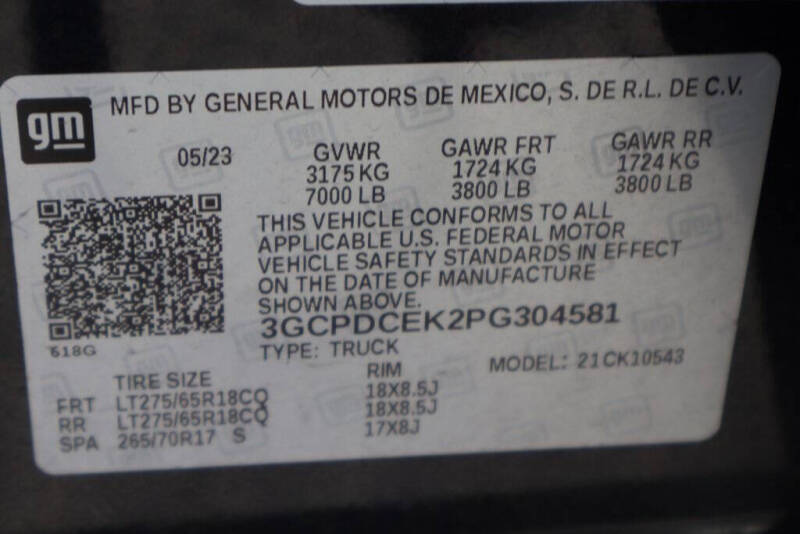 gm
MFD BY GENERAL MOTORS DE MEXICO, S. DE R.L. DE C.V.
05/23 GVWR GAWR FRT GAWR RR
3175 KG 1724 KG 1724 KG
7000 LB 3800 LB 3800 LB
THIS VEHICLE CONFORMS TO ALL
APPLICABLE U.S. FEDERAL MOTOR
VEHICLE SAFETY STANDARDS IN EFFECT
ON THE DATE OF MANUFACTURE
SHOWN ABOVE.
3GCPDCEK2PG304581
618G
TYPE: TRUCK MODEL: 21CK10543
TIRE SIZE RIM
FRT LT275/65R18CQ 18X8.5J
RR LT275/65R18CQ 18X8.5J
SPA 265/70R17 S 17X8J